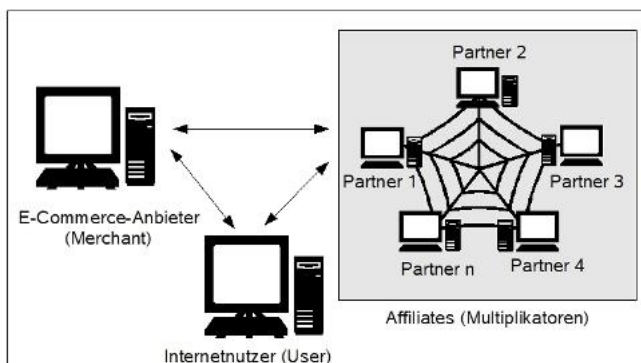 Partner 2
Partner 1
Partner 3
E-Commerce-Anbieter
(Merchant)
Partner n
Partner 4
Affiliates (Multiplikatoren)
Internetnutzer (User)